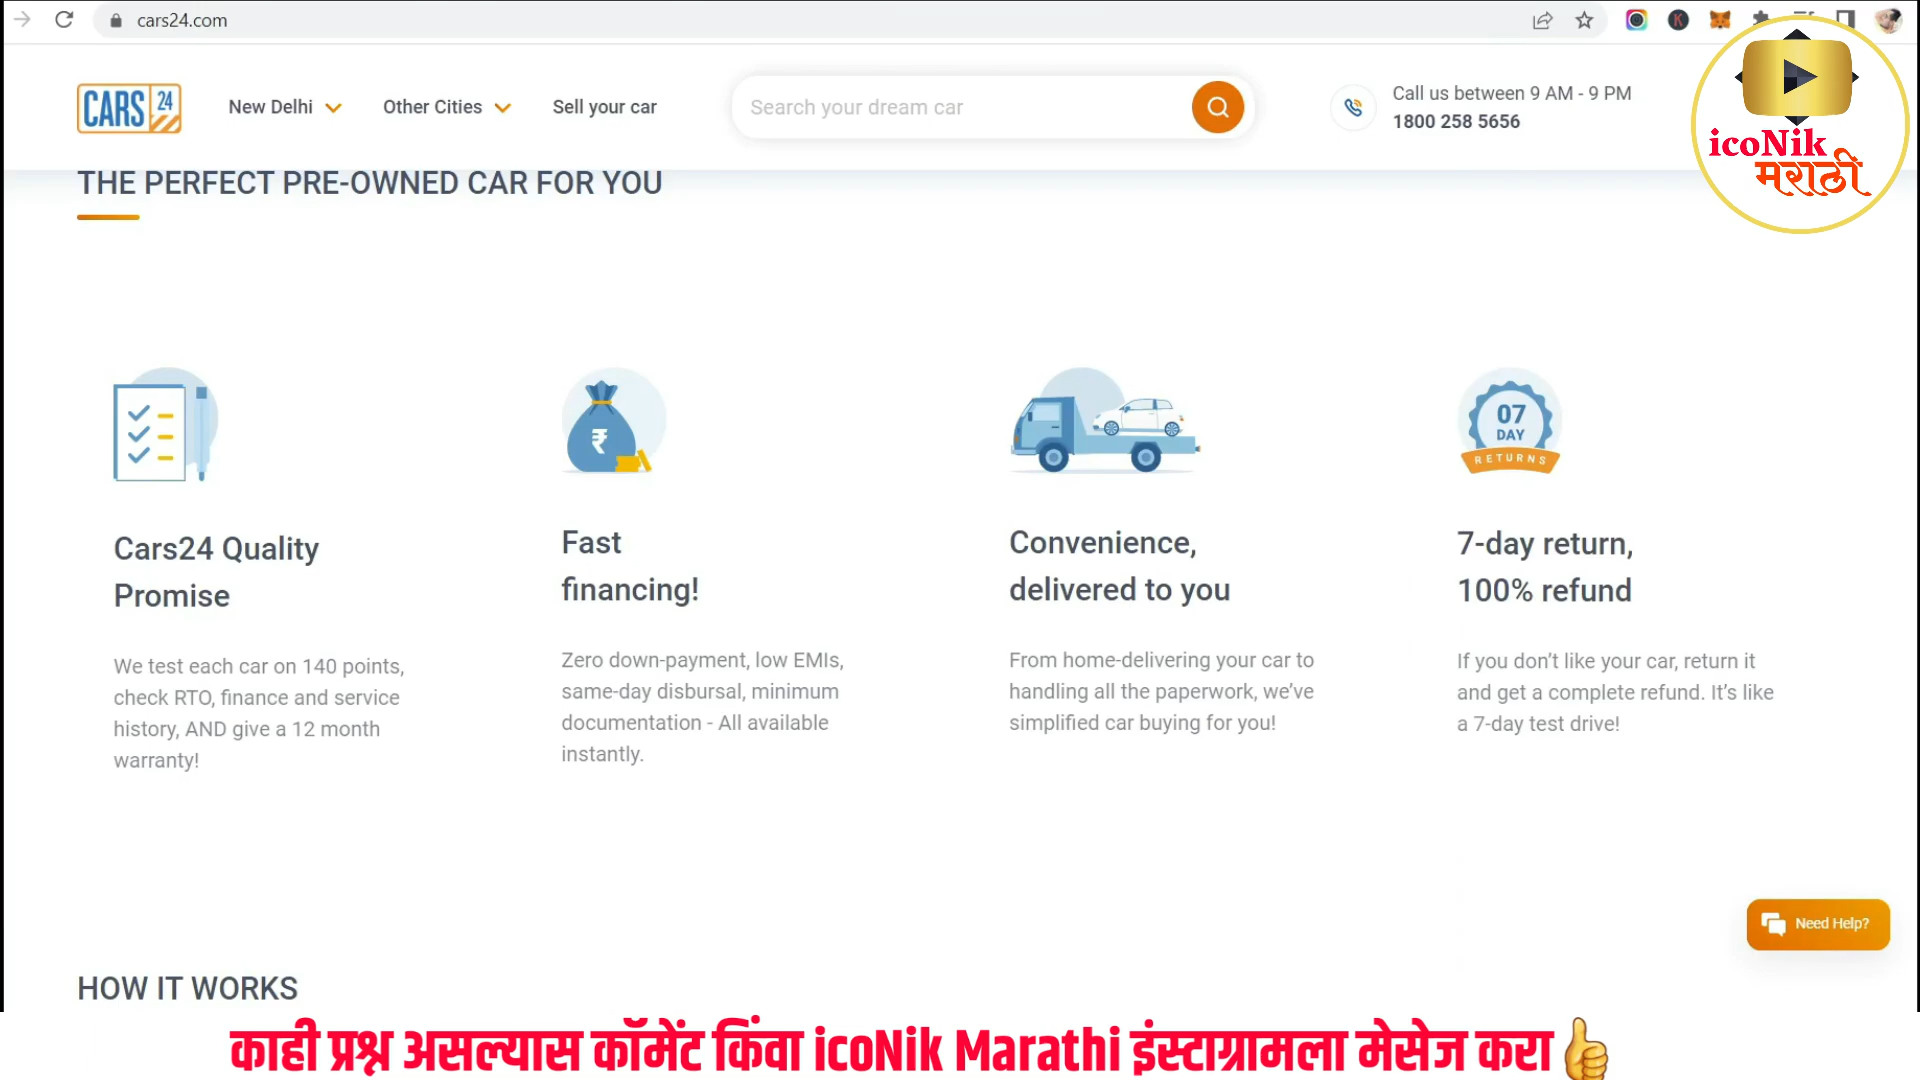 cars24.com
CARS 24
New Delhi
Other Cities
Sell your car
Search your dream car
Call us between 9 AM - 9 PM
1800 258 5656
icoNik
मराठी
THE PERFECT PRE-OWNED CAR FOR YOU
07
DAY
RETURNS
Cars24 Quality
Promise
We test each car on 140 points,
check RTO, finance and service
history, AND give a 12 month
warranty!
Fast
financing!
Zero down-payment, low EMIs,
same-day disbursal, minimum
documentation - All available
instantly.
Convenience,
delivered to you
From home-delivering your car to
handling all the paperwork, we’ve
simplified car buying for you!
7-day return,
100% refund
If you don’t like your car, return it
and get a complete refund. It’s like
a 7-day test drive!
Need Help?
HOW IT WORKS
काही प्रश्न असल्यास कॉमेंट किंवा icoNik Marathi इंस्टाग्रामला मेसेज करा